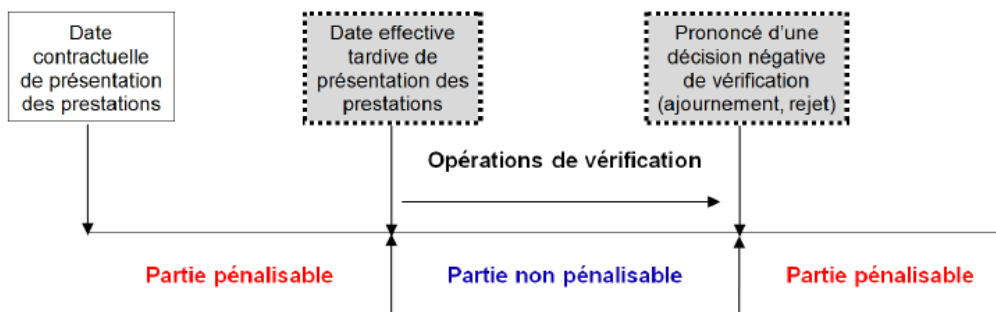 Date
contractuelle
de présentation
des prestations
Date effective
tardive de
présentation des
prestations
Prononcé d'une
décision négative
de vérification
(ajournement, rejet)
Opérations de vérification
Partie pénalisable
Partie non pénalisable
Partie pénalisable